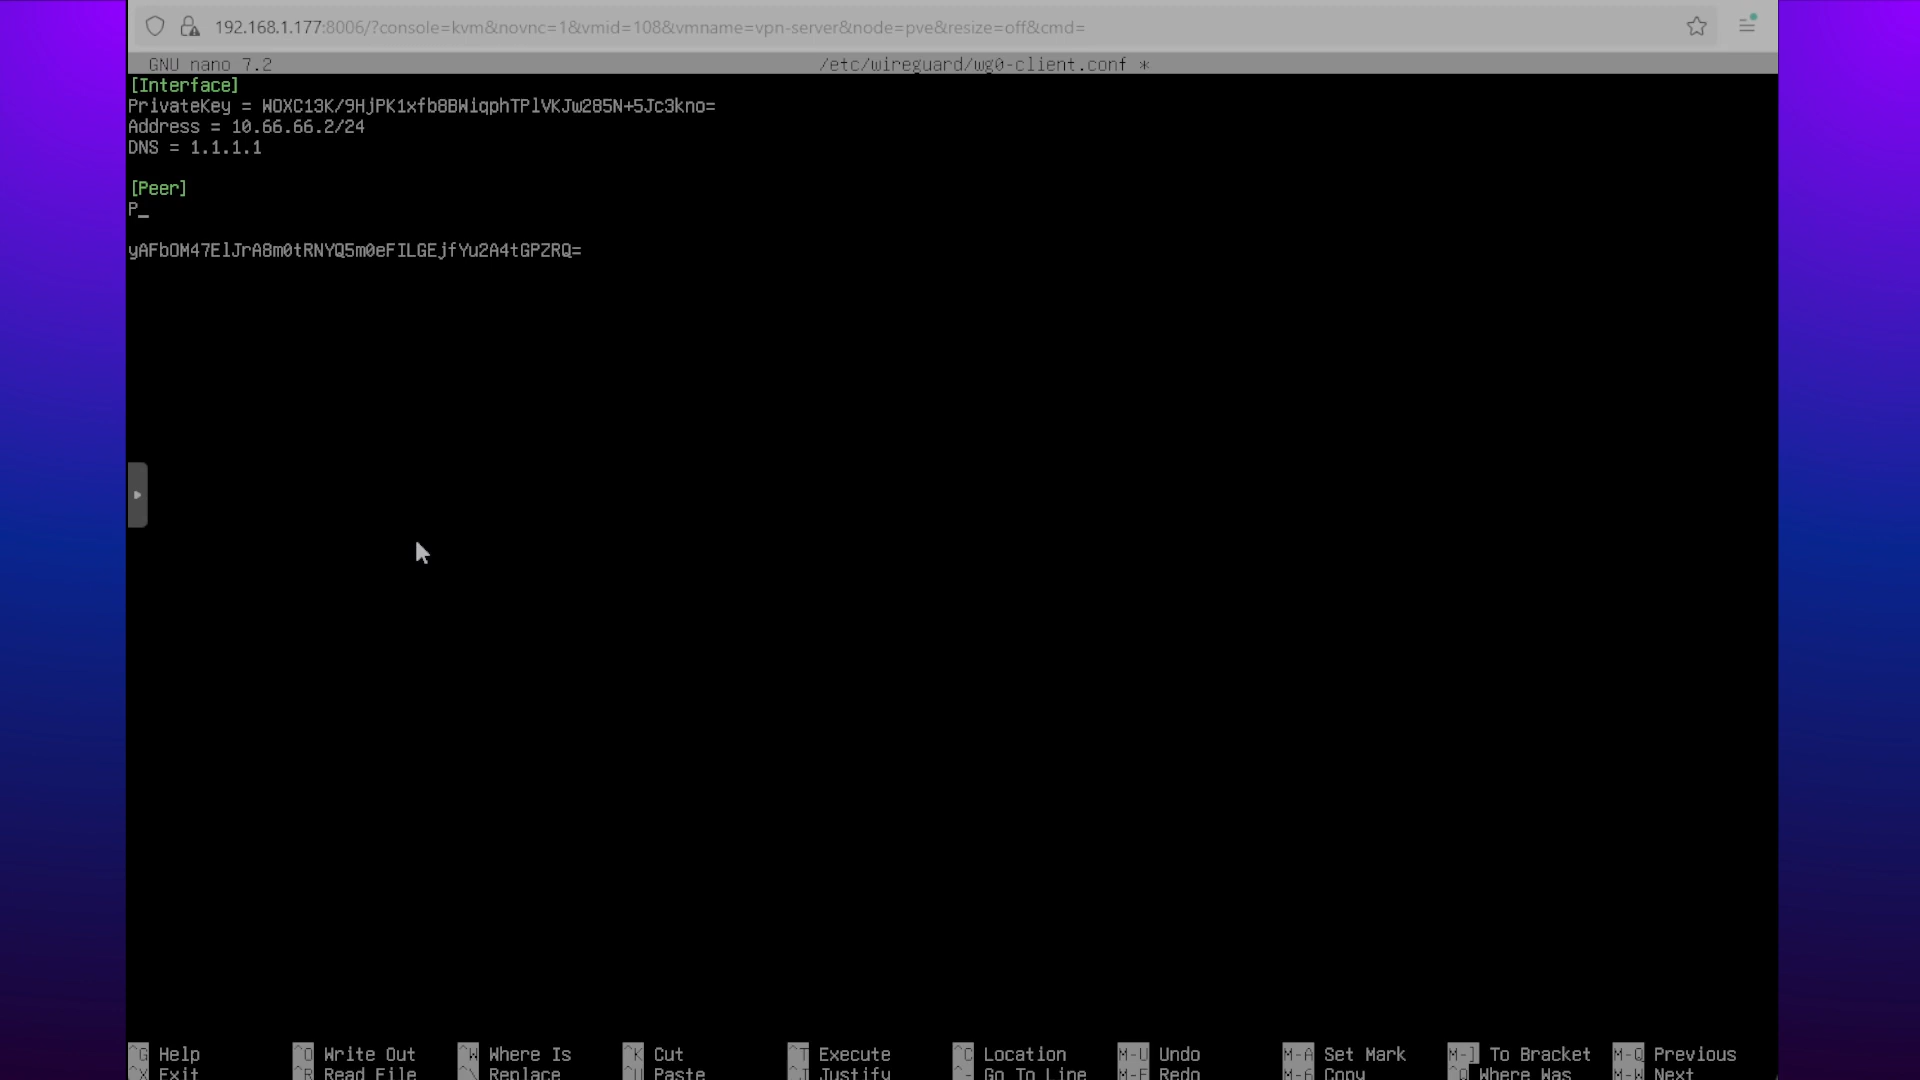 192.168.1.177:8006/?console=kvm&novnc=1&vmid=108&vmname=vpn-server&node=pve&resize=off&cmd=
GNU nano 7.2 /etc/wireguard/wg0-client.conf *
[Interface]
PrivateKey = WOXC13K/9HjPK1xfb8BWiqphTPlVKJw285N+5Jc3kno=
Address = 10.66.66.2/24
DNS = 1.1.1.1
[Peer]
P_
yAFbOM47ElJrA8m0tRNYQ5m0eFILGEjfYu2A4tGPZRQ=
^G Help ^O Write Out ^W Where Is ^K Cut ^T Execute ^C Location M-U Undo M-A Set Mark M-] To Bracket M-Q Previous
^X Exit ^R Read File ^\ Replace ^U Paste ^J Justify ^- Go To Line M-E Redo M-6 Copy ^Q Where Was M-W Next